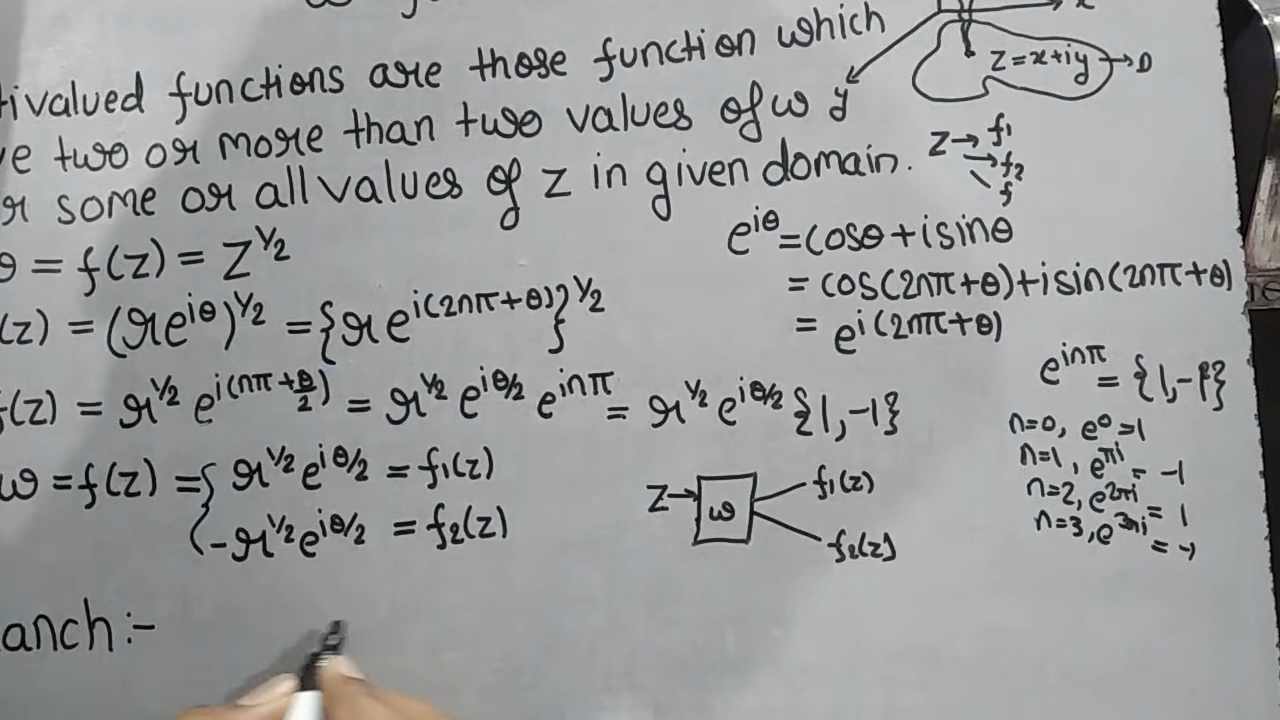 ivalued functions are those function which
e two or more than two values of w
some or all values of z in given domain.
z = x+iy → D
y
z → f₁
→ f₂
= f(z) = z^1/2
(z) = (re^iθ)^1/2 = {re^i(2nπ+θ)}^1/2
(z) = r^1/2 e^i(nπ+θ/2) = r^1/2 e^iθ/2 e^inπ = r^1/2 e^iθ/2 {1,-1}
w = f(z) = { r^1/2 e^iθ/2 = f₁(z)
-r^1/2 e^iθ/2 = f₂(z)
e^iθ = cosθ + isinθ
= cos(2nπ+θ)+isin(2nπ+θ)
= e^i(2nπ+θ)
e^inπ = {1,-1}
n=0, e^0=1
n=1, e^πi = -1
n=2, e^2πi = 1
n=3, e^3πi = -1
z → w
f₁(z)
f₂(z)
anch:-